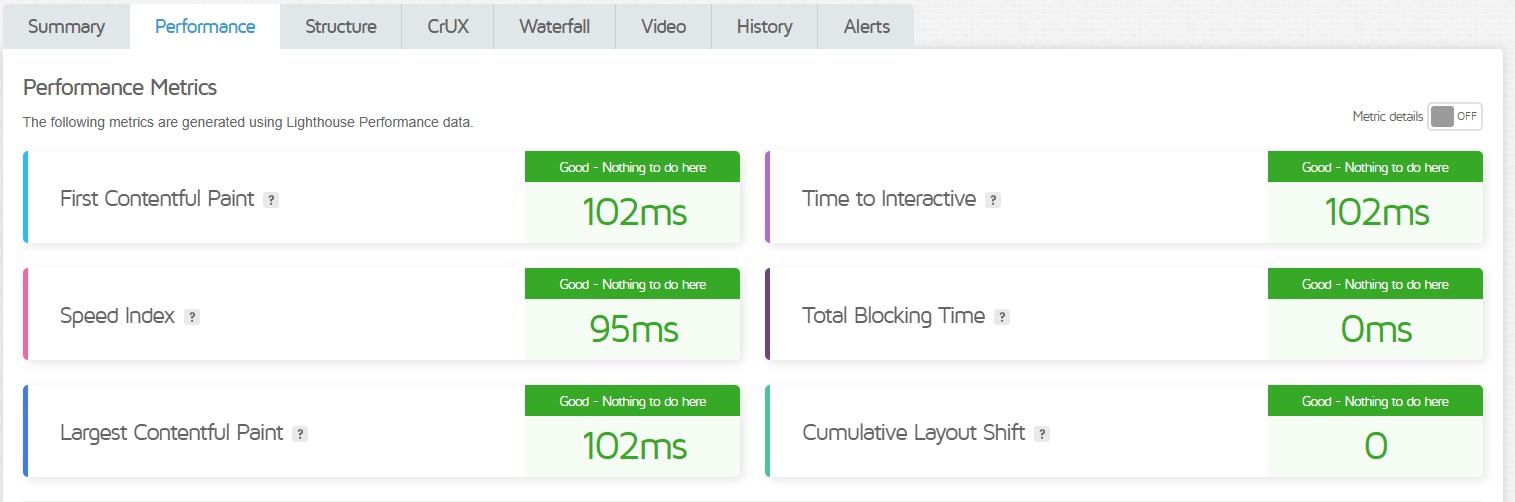 Summary Performance Structure CrUX Waterfall Video History Alerts
Performance Metrics
The following metrics are generated using Lighthouse Performance data.
Metric details OFF
First Contentful Paint ?
Good - Nothing to do here
102ms
Time to Interactive ?
Good - Nothing to do here
102ms
Speed Index ?
Good - Nothing to do here
95ms
Total Blocking Time ?
Good - Nothing to do here
0ms
Largest Contentful Paint ?
Good - Nothing to do here
102ms
Cumulative Layout Shift ?
Good - Nothing to do here
0